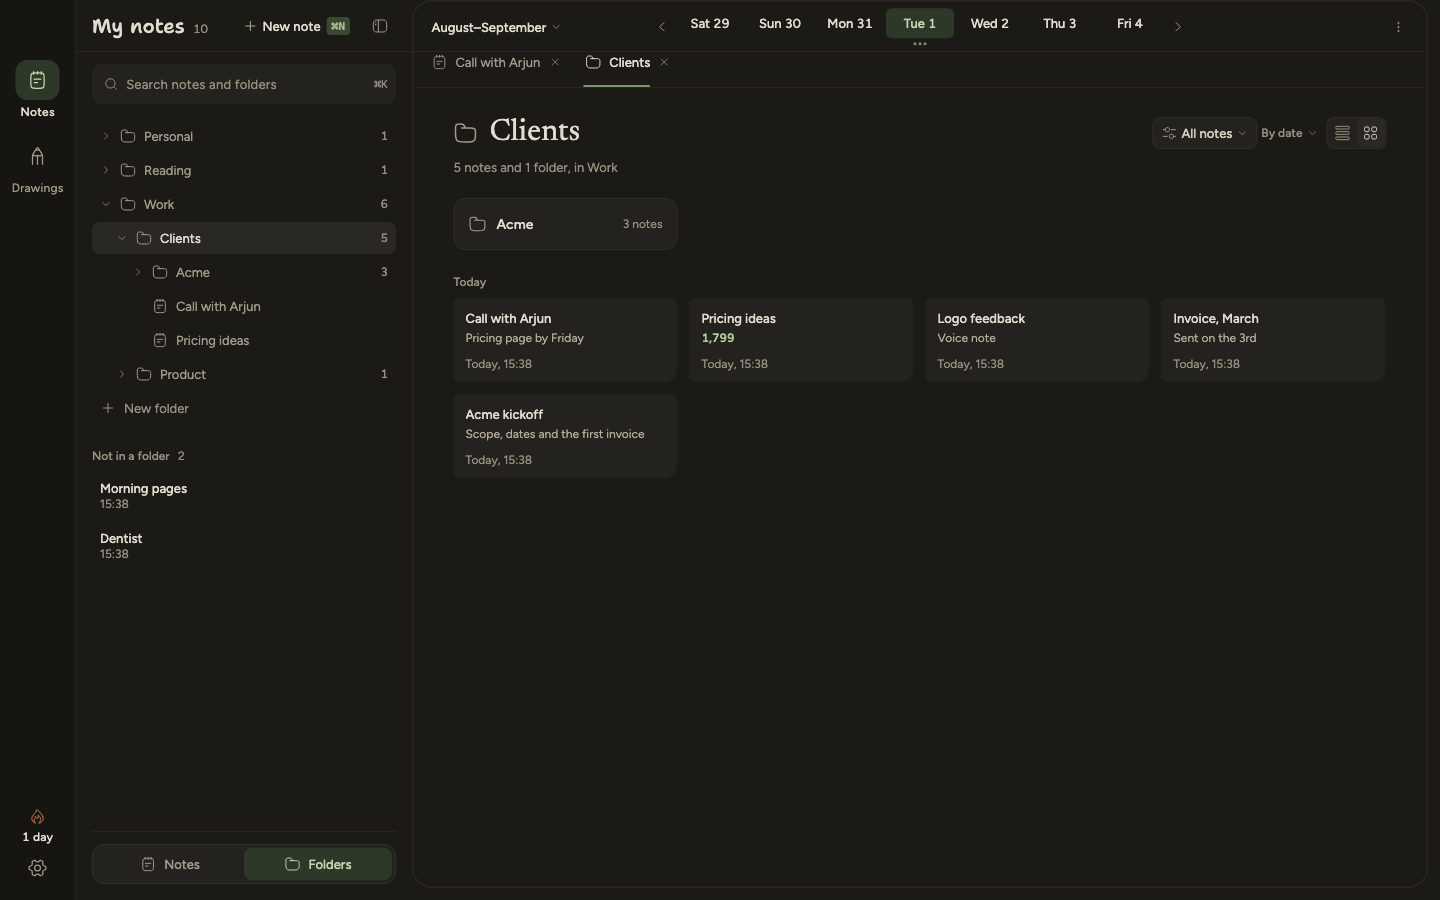 My notes 10
New note ⌘N
August–September
Sat 29
Sun 30
Mon 31
Tue 1
Wed 2
Thu 3
Fri 4
Notes
Drawings
1 day
Search notes and folders ⌘K
Personal 1
Reading 1
Work 6
Clients 5
Acme 3
Call with Arjun
Pricing ideas
Product 1
New folder
Not in a folder 2
Morning pages
15:38
Dentist
15:38
Notes
Folders
Call with Arjun
Clients
Clients
All notes
By date
5 notes and 1 folder, in Work
Acme 3 notes
Today
Call with Arjun
Pricing page by Friday
Today, 15:38
Pricing ideas
1,799
Today, 15:38
Logo feedback
Voice note
Today, 15:38
Invoice, March
Sent on the 3rd
Today, 15:38
Acme kickoff
Scope, dates and the first invoice
Today, 15:38